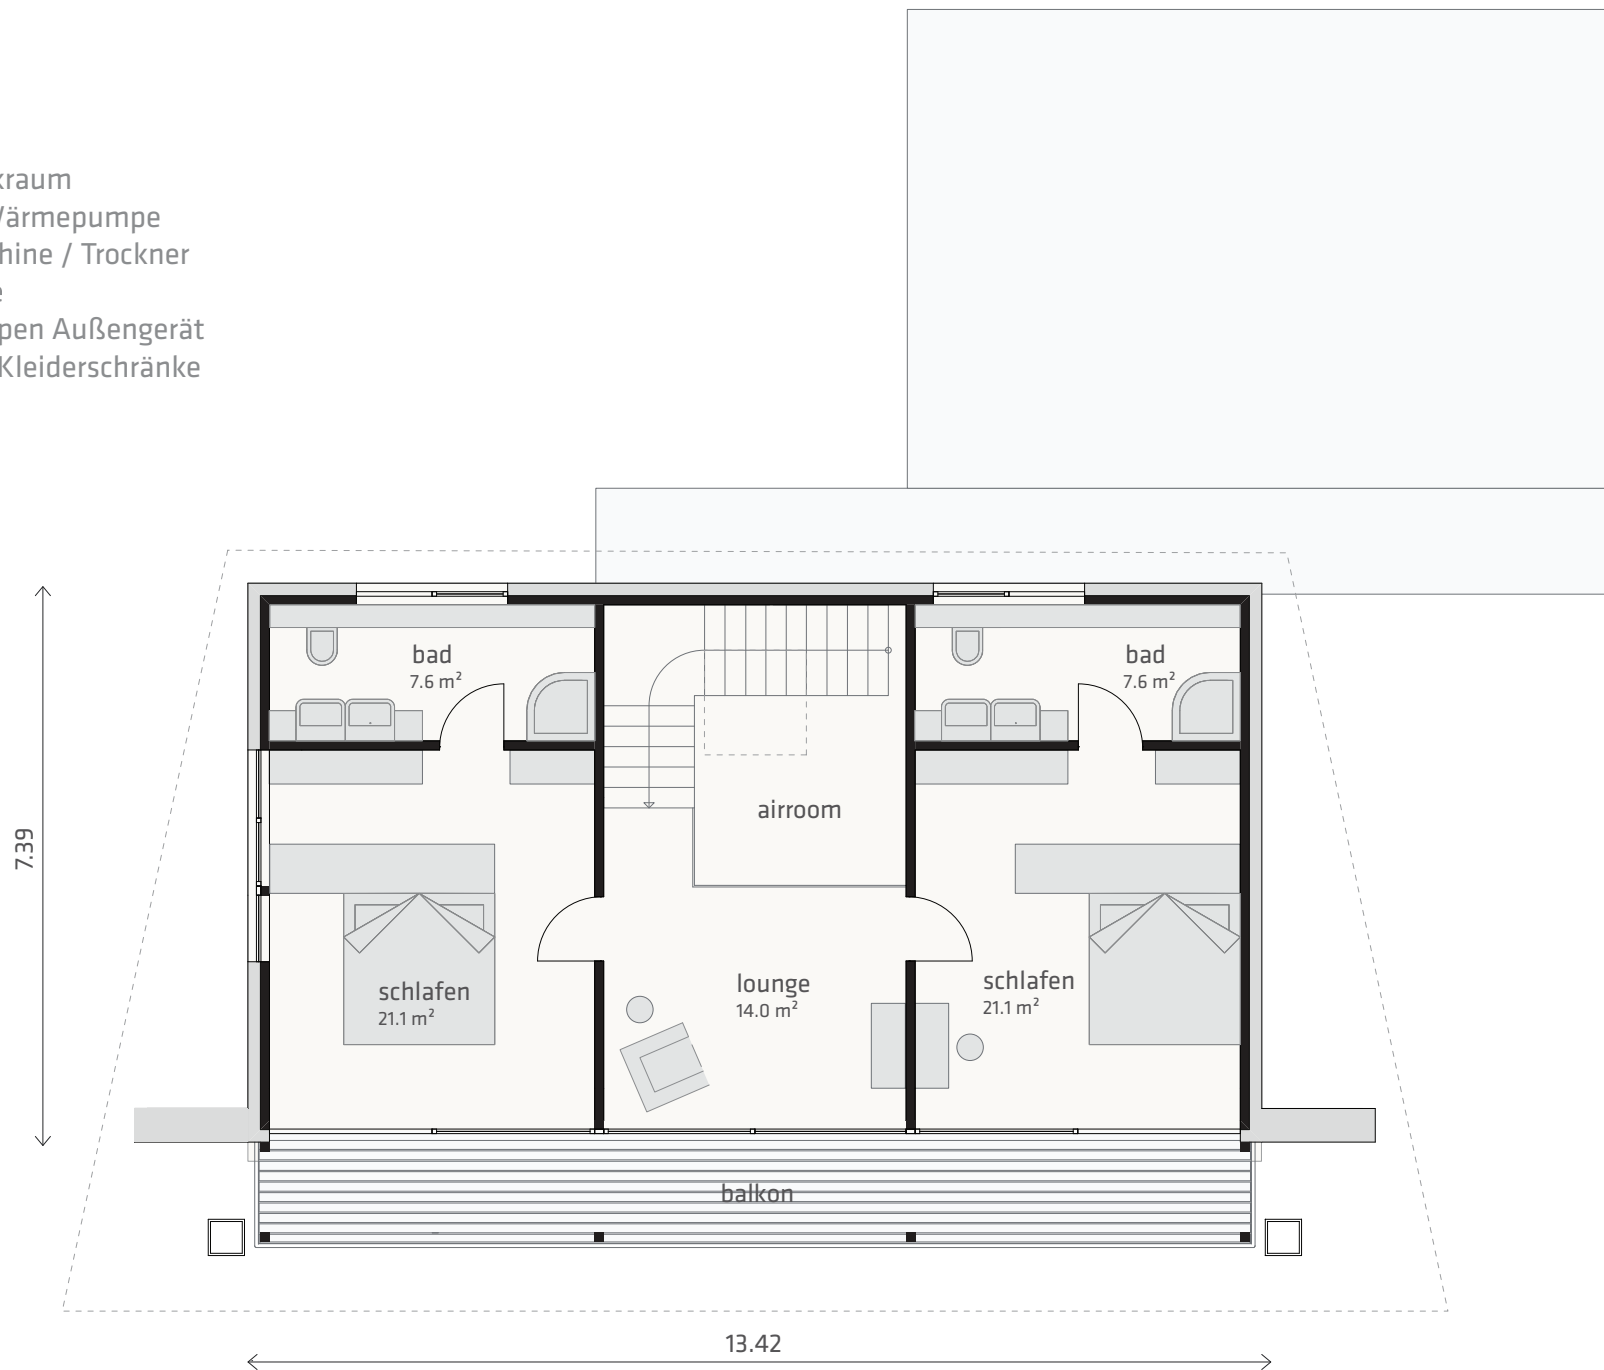 kraum
Wärmepumpe
hine / Trockner
e
pen Außengerät
Kleiderschränke
bad
7.6 m²
bad
7.6 m²
airroom
7.39
schlafen
21.1 m²
lounge
14.0 m²
schlafen
21.1 m²
balkon
13.42